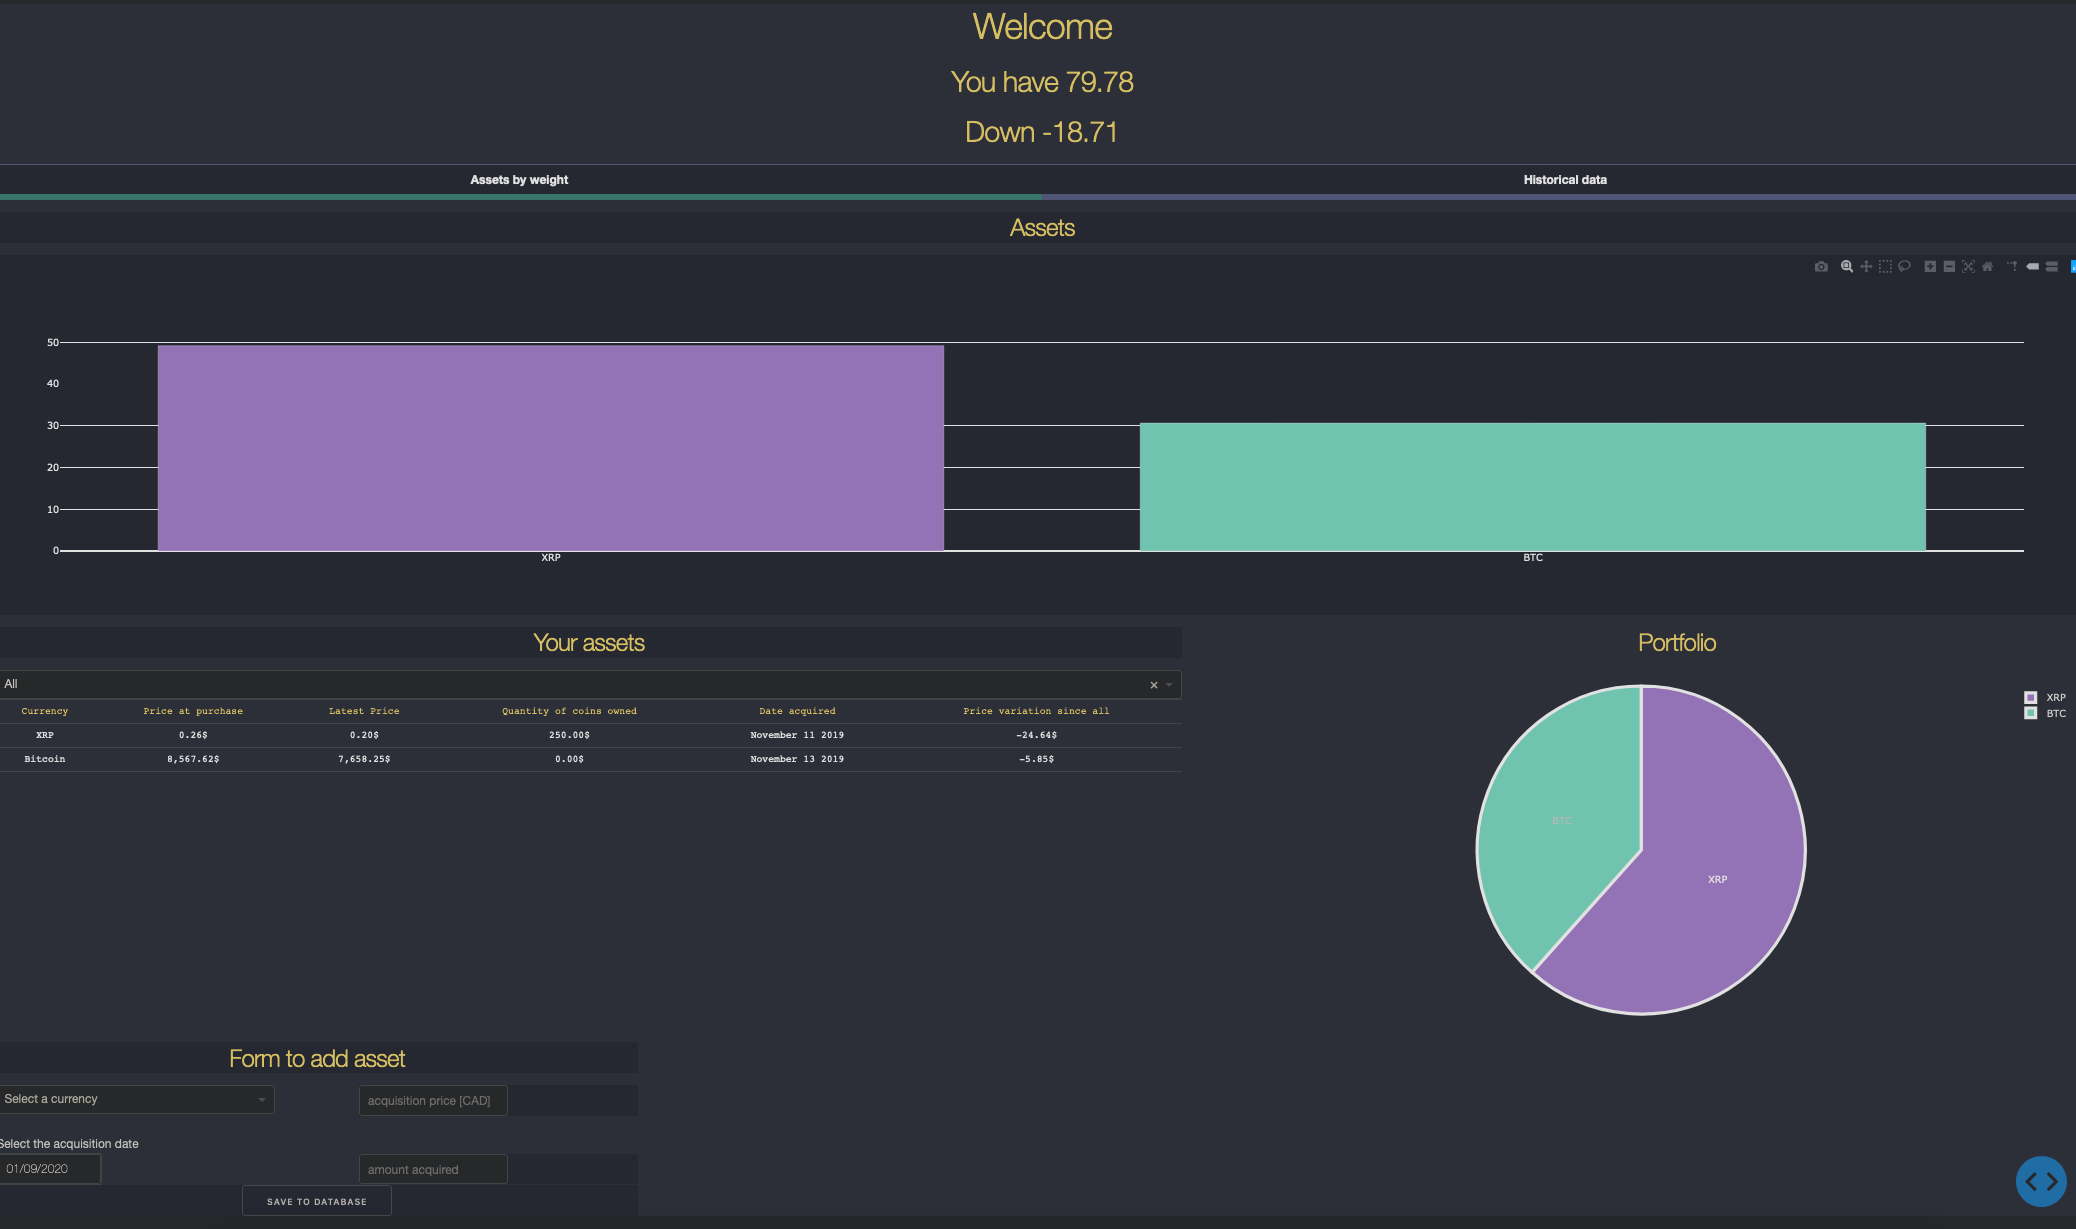 Welcome
You have 79.78
Down -18.71
Assets by weight Historical data
Assets
50
40
30
20
10
0
XRP BTC
Your assets Portfolio
All
XRP
BTC
Currency Price at purchase Latest Price Quantity of coins owned Date acquired Price variation since all
XRP 0.26$ 0.20$ 250.00$ November 11 2019 -24.64$
Bitcoin 8,567.62$ 7,658.25$ 0.00$ November 13 2019 -5.85$
BTC
XRP
Form to add asset
Select a currency acquisition price [CAD]
Select the acquisition date
01/09/2020 amount acquired
SAVE TO DATABASE